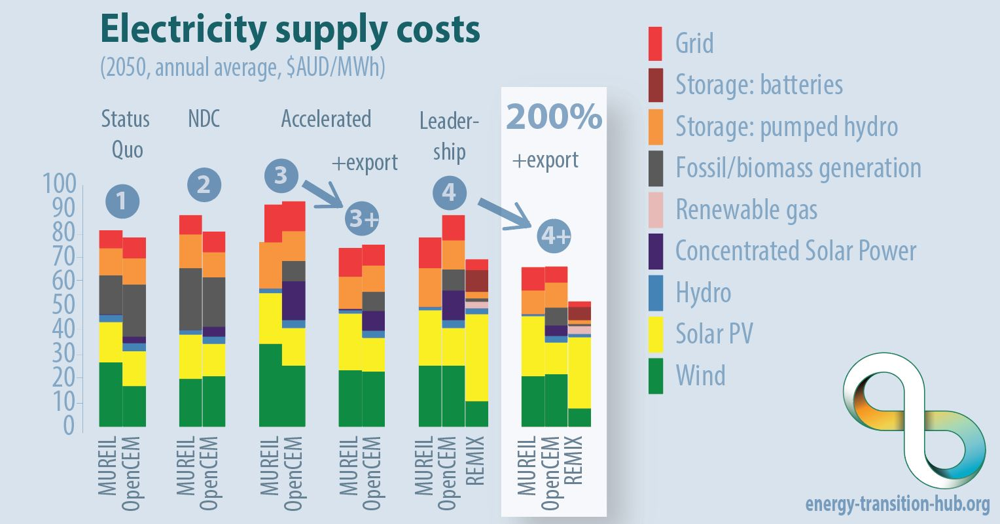 Electricity supply costs
(2050, annual average, $AUD/MWh)
Status
Quo
NDC
Accelerated
+export
Leader-
ship
200%
+export
1
2
3
3+
4
4+
100
90
80
70
60
50
40
30
20
10
0
MUREIL
OpenCEM
MUREIL
OpenCEM
MUREIL
OpenCEM
MUREIL
OpenCEM
MUREIL
OpenCEM
REMIX
MUREIL
OpenCEM
REMIX
Grid
Storage: batteries
Storage: pumped hydro
Fossil/biomass generation
Renewable gas
Concentrated Solar Power
Hydro
Solar PV
Wind
energy-transition-hub.org